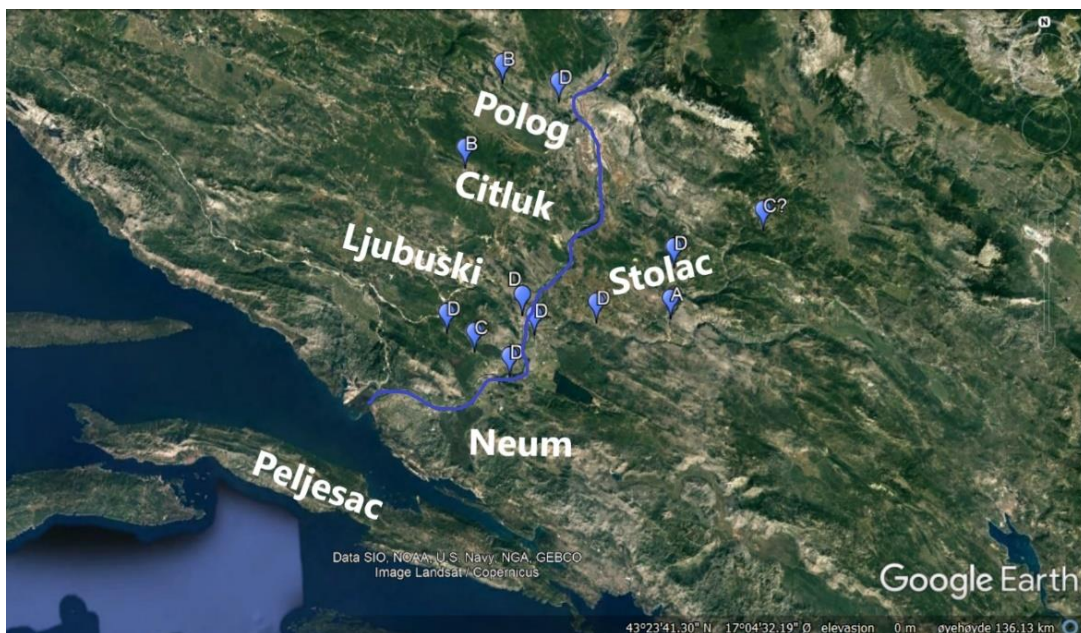 N
B
D
Polog
B
Citluk
C?
Ljubuški
D
Stolac
D
D
A
D
D
C
D
Neum
Peljesac
Data SIO, NOAA, U.S. Navy, NGA, GEBCO
Image Landsat / Copernicus
Google Earth
43°23'41.30" N 17°04'32.19" Ø elevasjon 0 m øyehøyde 136.13 km